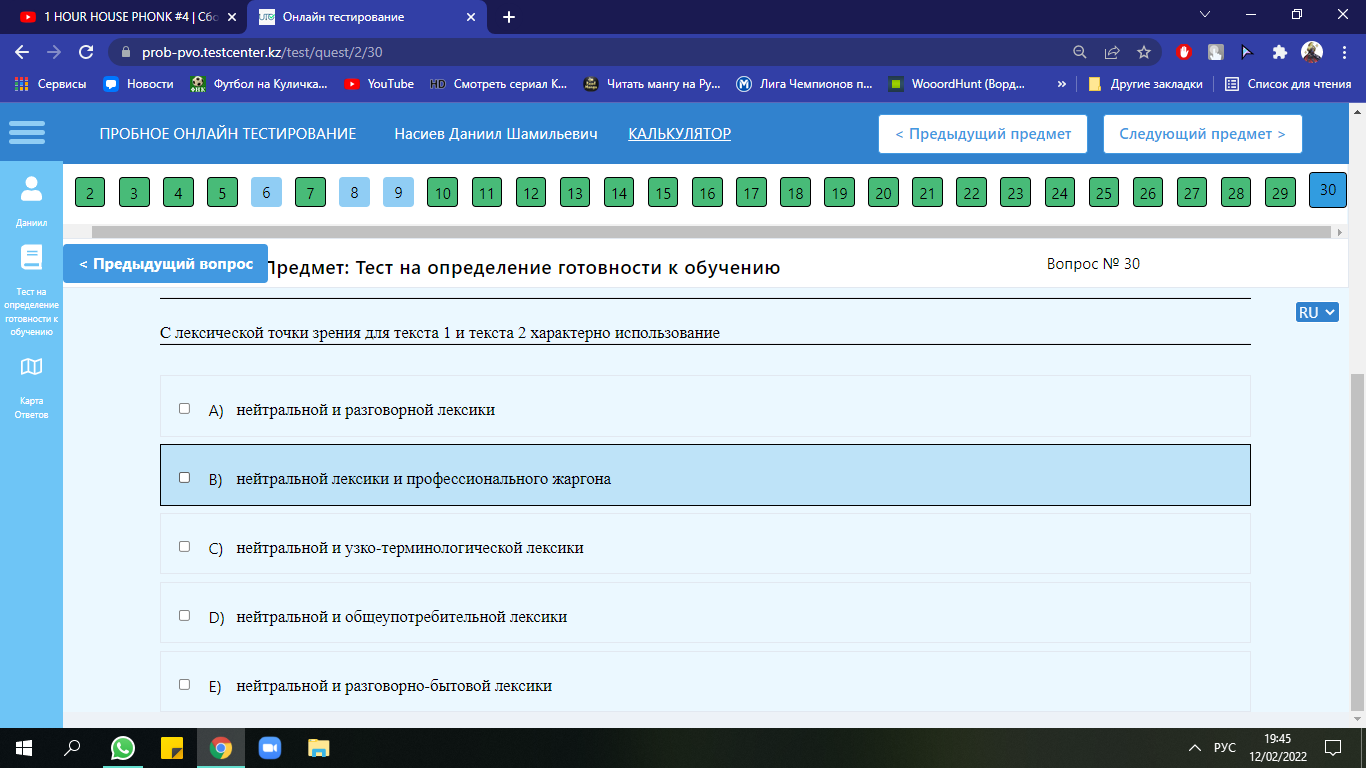 1 HOUR HOUSE PHONK #4 | Сбо
Онлайн тестирование
prob-pvo.testcenter.kz/test/quest/2/30
Сервисы
Новости
Футбол на Куличка...
YouTube
HD Смотреть сериал К...
Читать мангу на Ру...
Лига Чемпионов п...
WooordHunt (Ворд...
»
Другие закладки
Список для чтения
ПРОБНОЕ ОНЛАЙН ТЕСТИРОВАНИЕ
Насиев Даниил Шамильевич
КАЛЬКУЛЯТОР
< Предыдущий предмет
Следующий предмет >
2 3 4 5 6 7 8 9 10 11 12 13 14 15 16 17 18 19 20 21 22 23 24 25 26 27 28 29 30
Даниил
Тест на
определение
готовности к
обучению
Карта
Ответов
< Предыдущий вопрос
Предмет: Тест на определение готовности к обучению
Вопрос № 30
RU
С лексической точки зрения для текста 1 и текста 2 характерно использование
A) нейтральной и разговорной лексики
B) нейтральной лексики и профессионального жаргона
C) нейтральной и узко-терминологической лексики
D) нейтральной и общеупотребительной лексики
E) нейтральной и разговорно-бытовой лексики
РУС
19:45
12/02/2022